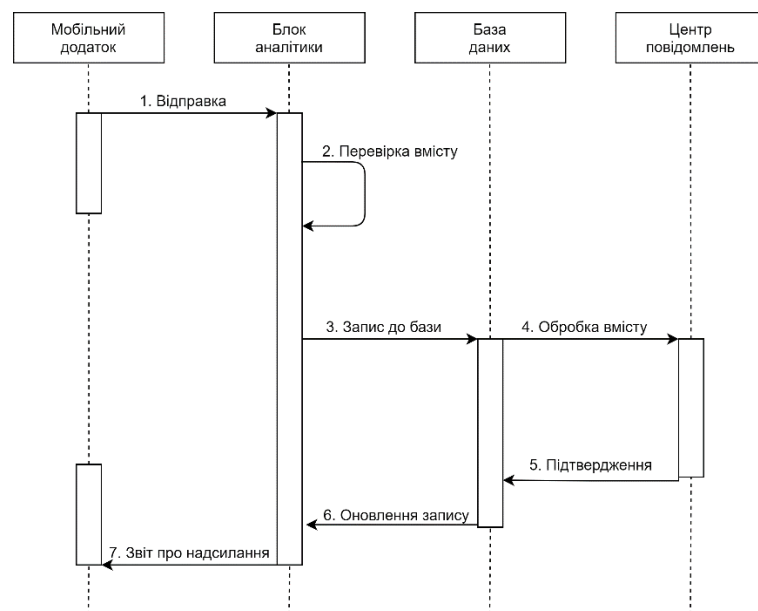 Мобільний
додаток
Блок
аналітики
База
даних
Центр
повідомлень
1. Відправка
2. Перевірка вмісту
3. Запис до бази
4. Обробка вмісту
5. Підтвердження
6. Оновлення запису
7. Звіт про надсилання